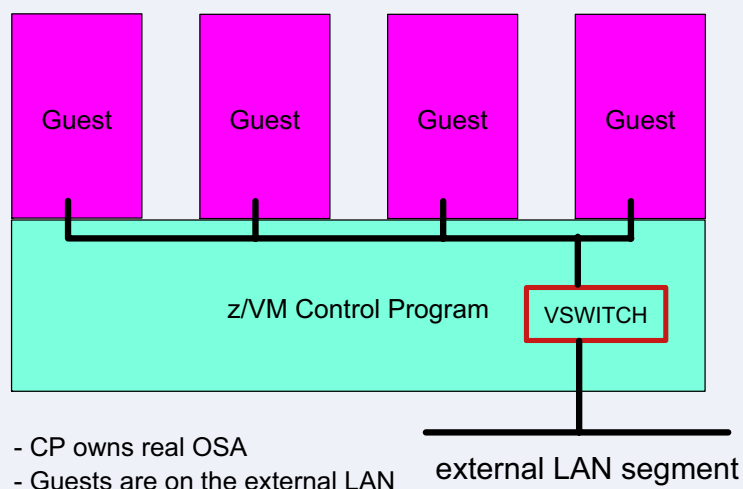 Guest
Guest
Guest
Guest
z/VM Control Program
VSWITCH
- CP owns real OSA
- Guests are on the external LAN
external LAN segment